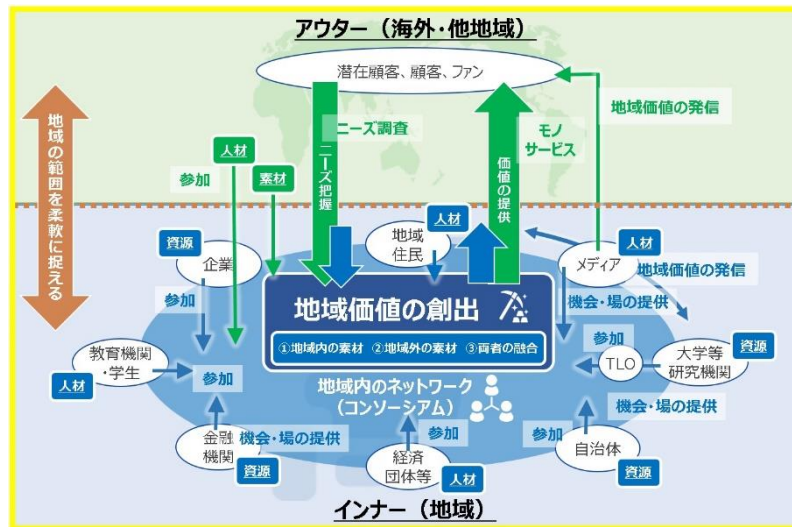 アウター（海外・他地域）
潜在顧客、顧客、ファン
地域の範囲を柔軟に捉える
人材
参加
素材
ニーズ調査
ニーズ把握
価値の提供
モノ
サービス
地域価値の発信
資源
企業
参加
地域
住民
人材
メディア
人材
地域価値の発信
機会・場の提供
地域価値の創出
①地域内の素材 ②地域外の素材 ③両者の融合
教育機関
・学生
人材
参加
参加
TLO
大学等
研究機関
資源
地域内のネットワーク
（コンソーシアム）
機会・場の提供
金融
機関
資源
機会・場の提供
参加
経済
団体等
人材
参加
自治体
資源
インナー（地域）